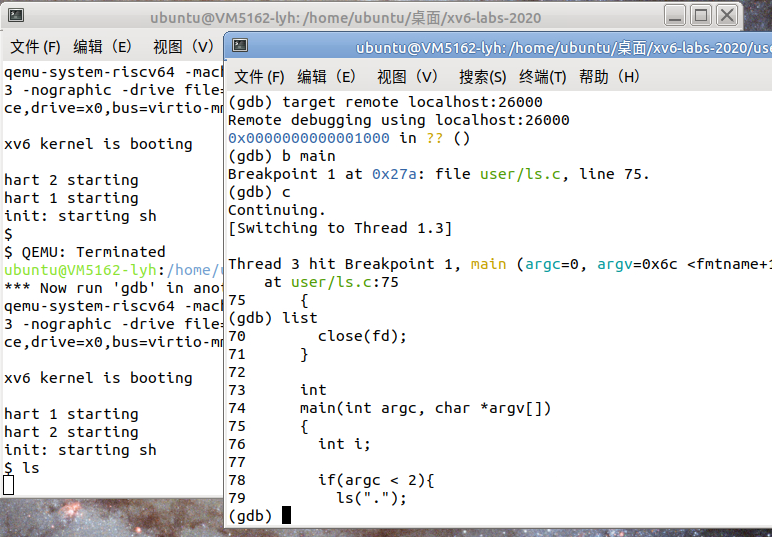 ubuntu@VM5162-lyh: /home/ubuntu/桌面/xv6-labs-2020
文件 (F) 编辑（E） 视图（V）
qemu-system-riscv64 -mach
3 -nographic -drive file=
ce,drive=x0,bus=virtio-mm
xv6 kernel is booting
hart 2 starting
hart 1 starting
init: starting sh
$
$ QEMU: Terminated
ubuntu@VM5162-lyh:/home/u
*** Now run 'gdb' in anot
qemu-system-riscv64 -mach
3 -nographic -drive file=
ce,drive=x0,bus=virtio-mm
xv6 kernel is booting
hart 1 starting
hart 2 starting
init: starting sh
$ ls
ubuntu@VM5162-lyh: /home/ubuntu/桌面/xv6-labs-2020/use
文件 (F) 编辑（E） 视图（V） 搜索(S) 终端(T) 帮助（H）
(gdb) target remote localhost:26000
Remote debugging using localhost:26000
0x0000000000001000 in ?? ()
(gdb) b main
Breakpoint 1 at 0x27a: file user/ls.c, line 75.
(gdb) c
Continuing.
[Switching to Thread 1.3]
Thread 3 hit Breakpoint 1, main (argc=0, argv=0x6c <fmtname+1
    at user/ls.c:75
75      {
(gdb) list
70        close(fd);
71      }
72
73      int
74      main(int argc, char *argv[])
75      {
76        int i;
77
78        if(argc < 2){
79          ls(".");
(gdb)